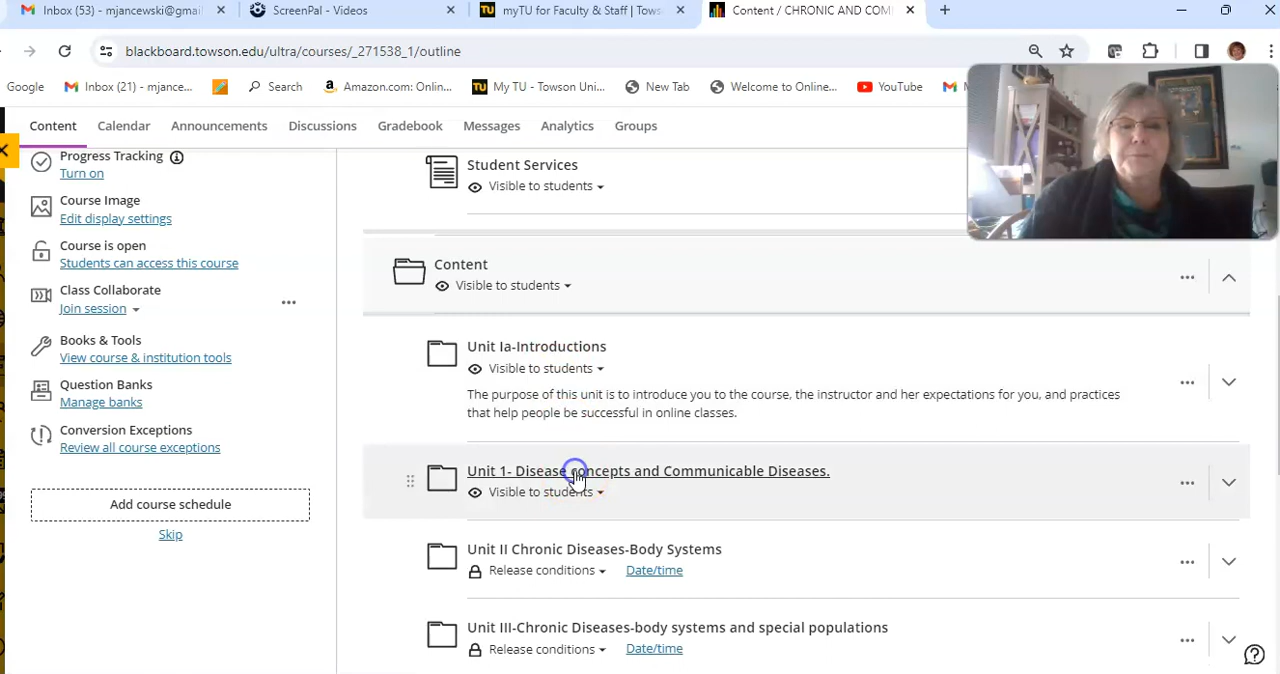 Inbox (53) - mjancewski@gmai
ScreenPal - Videos
myTU for Faculty & Staff | Tows
Content / CHRONIC AND COM
blackboard.towson.edu/ultra/courses/_271538_1/outline
Google
Inbox (21) - mjance...
Search
Amazon.com: Onlin...
My TU - Towson Uni...
New Tab
Welcome to Online...
YouTube
Content
Calendar
Announcements
Discussions
Gradebook
Messages
Analytics
Groups
Progress Tracking
Turn on
Course Image
Edit display settings
Course is open
Students can access this course
Class Collaborate
Join session
Books & Tools
View course & institution tools
Question Banks
Manage banks
Conversion Exceptions
Review all course exceptions
Add course schedule
Skip
Student Services
Visible to students
Content
Visible to students
Unit Ia-Introductions
Visible to students
The purpose of this unit is to introduce you to the course, the instructor and her expectations for you, and practices
that help people be successful in online classes.
Unit 1- Disease concepts and Communicable Diseases.
Visible to students
Unit II Chronic Diseases-Body Systems
Release conditions Date/time
Unit III-Chronic Diseases-body systems and special populations
Release conditions Date/time